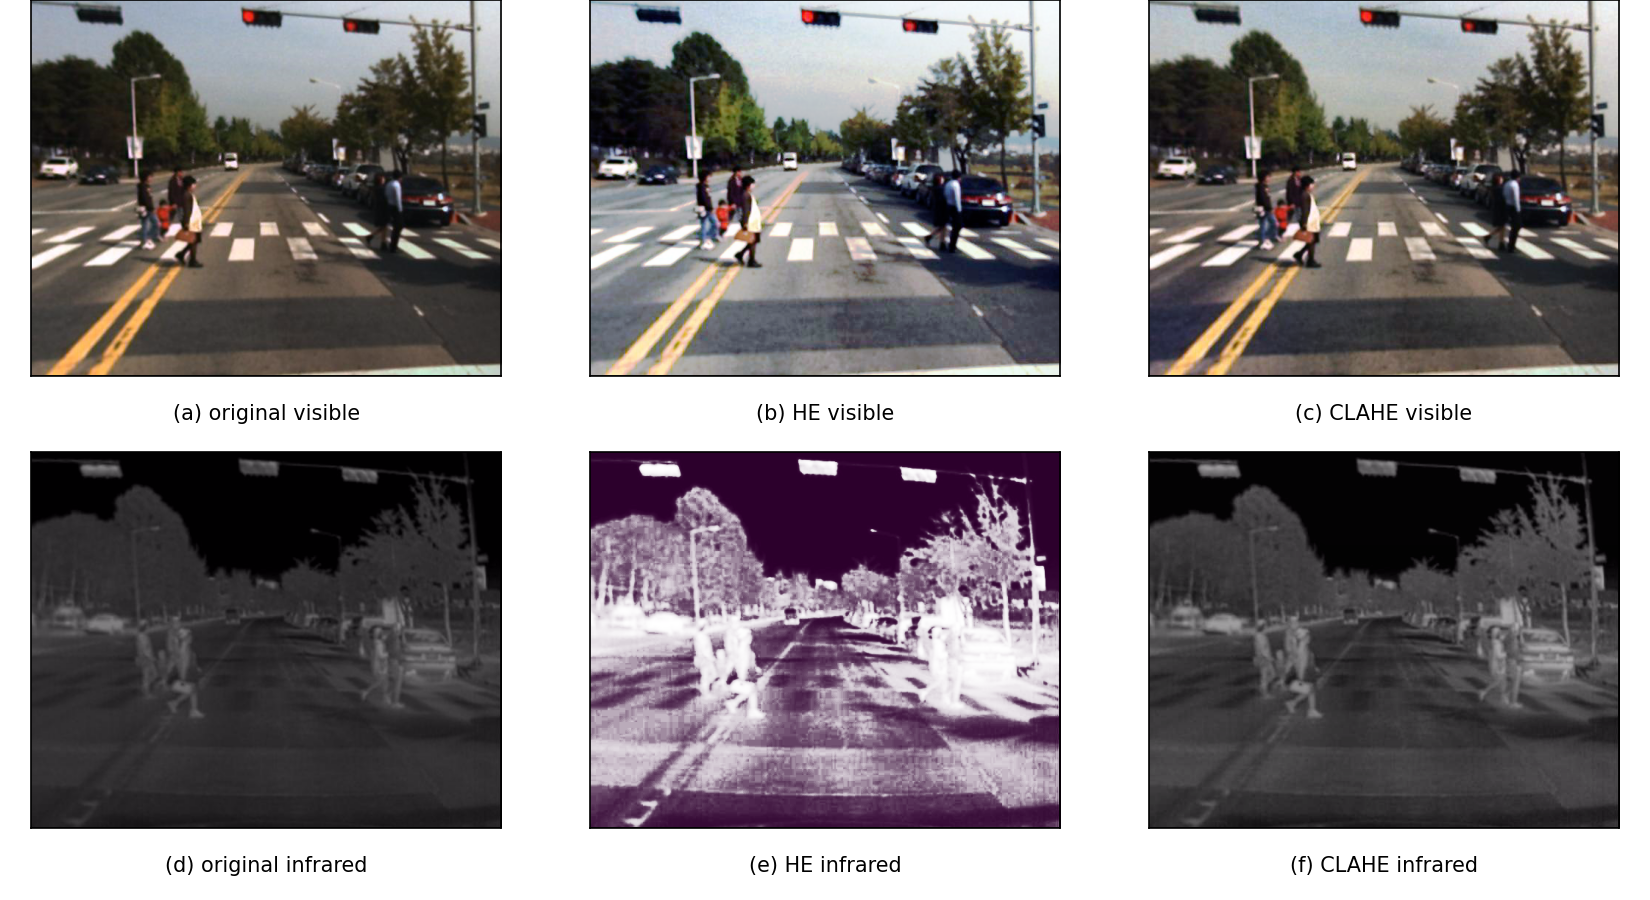 (a) original visible
(b) HE visible
(c) CLAHE visible
(d) original infrared
(e) HE infrared
(f) CLAHE infrared